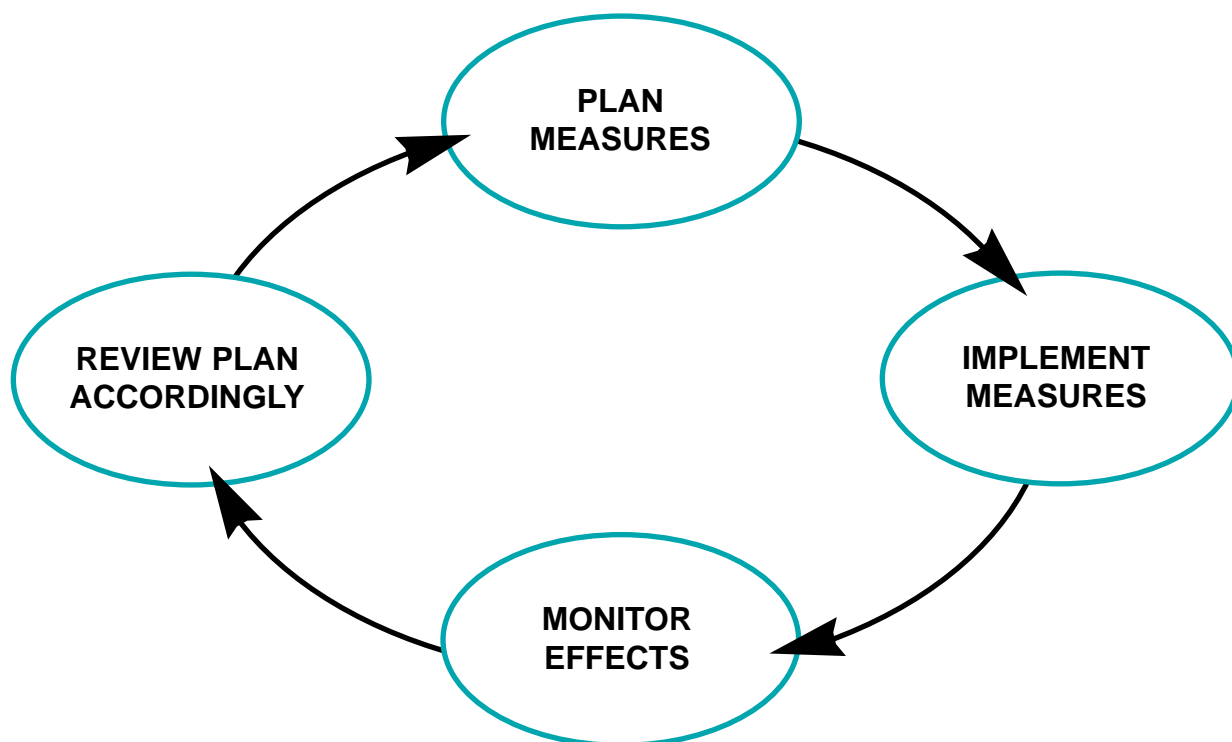 PLAN
MEASURES
IMPLEMENT
MEASURES
MONITOR
EFFECTS
REVIEW PLAN
ACCORDINGLY